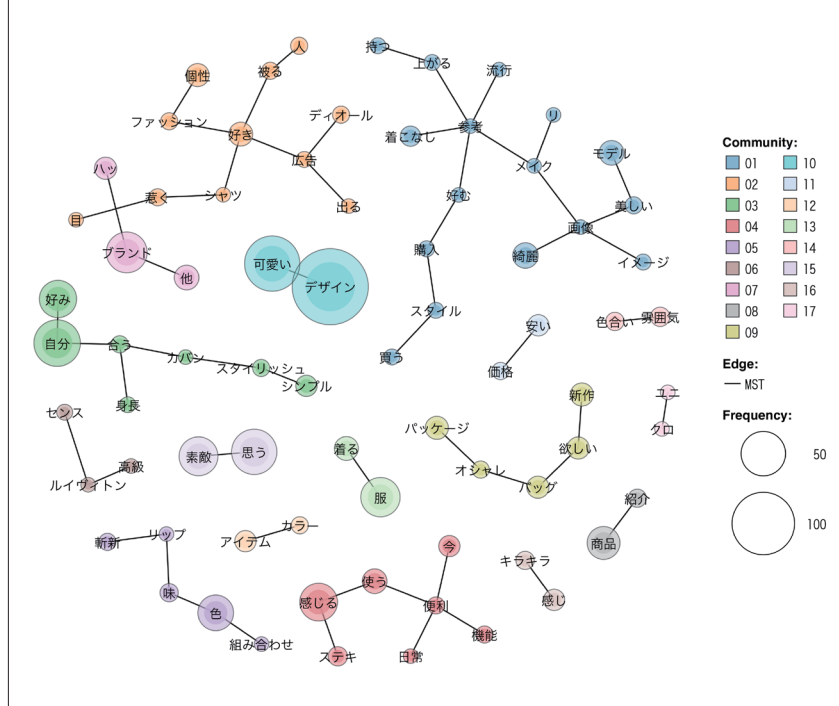 人
持つ
上がる
流行
個性
被る
ファッション
好き
ディオール
着こなし
参考
リ
広告
メイク
モデル
ハッ
惹く
シャツ
出る
好む
美しい
目
画像
ブランド
他
可愛い
デザイン
購入
綺麗
イメージ
好み
スタイル
安い
色合い
雰囲気
自分
合う
カバン
スタイリッシュ
シンプル
買う
価格
身長
新作
ユニ
クロ
センス
高級
ルイヴィトン
素敵
思う
着る
服
パッケージ
オシャレ
欲しい
バッグ
紹介
商品
斬新
リップ
アイテム
カラー
今
キラキラ
感じ
味
色
組み合わせ
感じる
使う
便利
機能
ステキ
日常
Community:
01 10
02 11
03 12
04 13
05 14
06 15
07 16
08 17
09
Edge:
MST
Frequency:
50
100